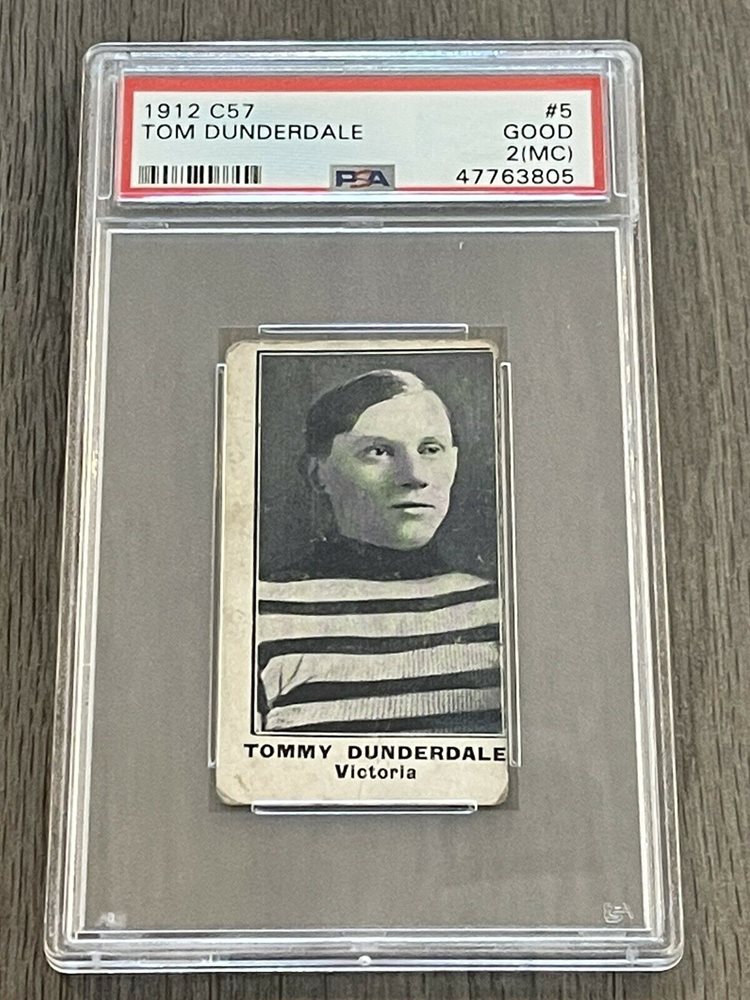 1912 C57 #5
TOM DUNDERDALE GOOD
2(MC)
PSA 47763805
TOMMY DUNDERDALE
Victoria